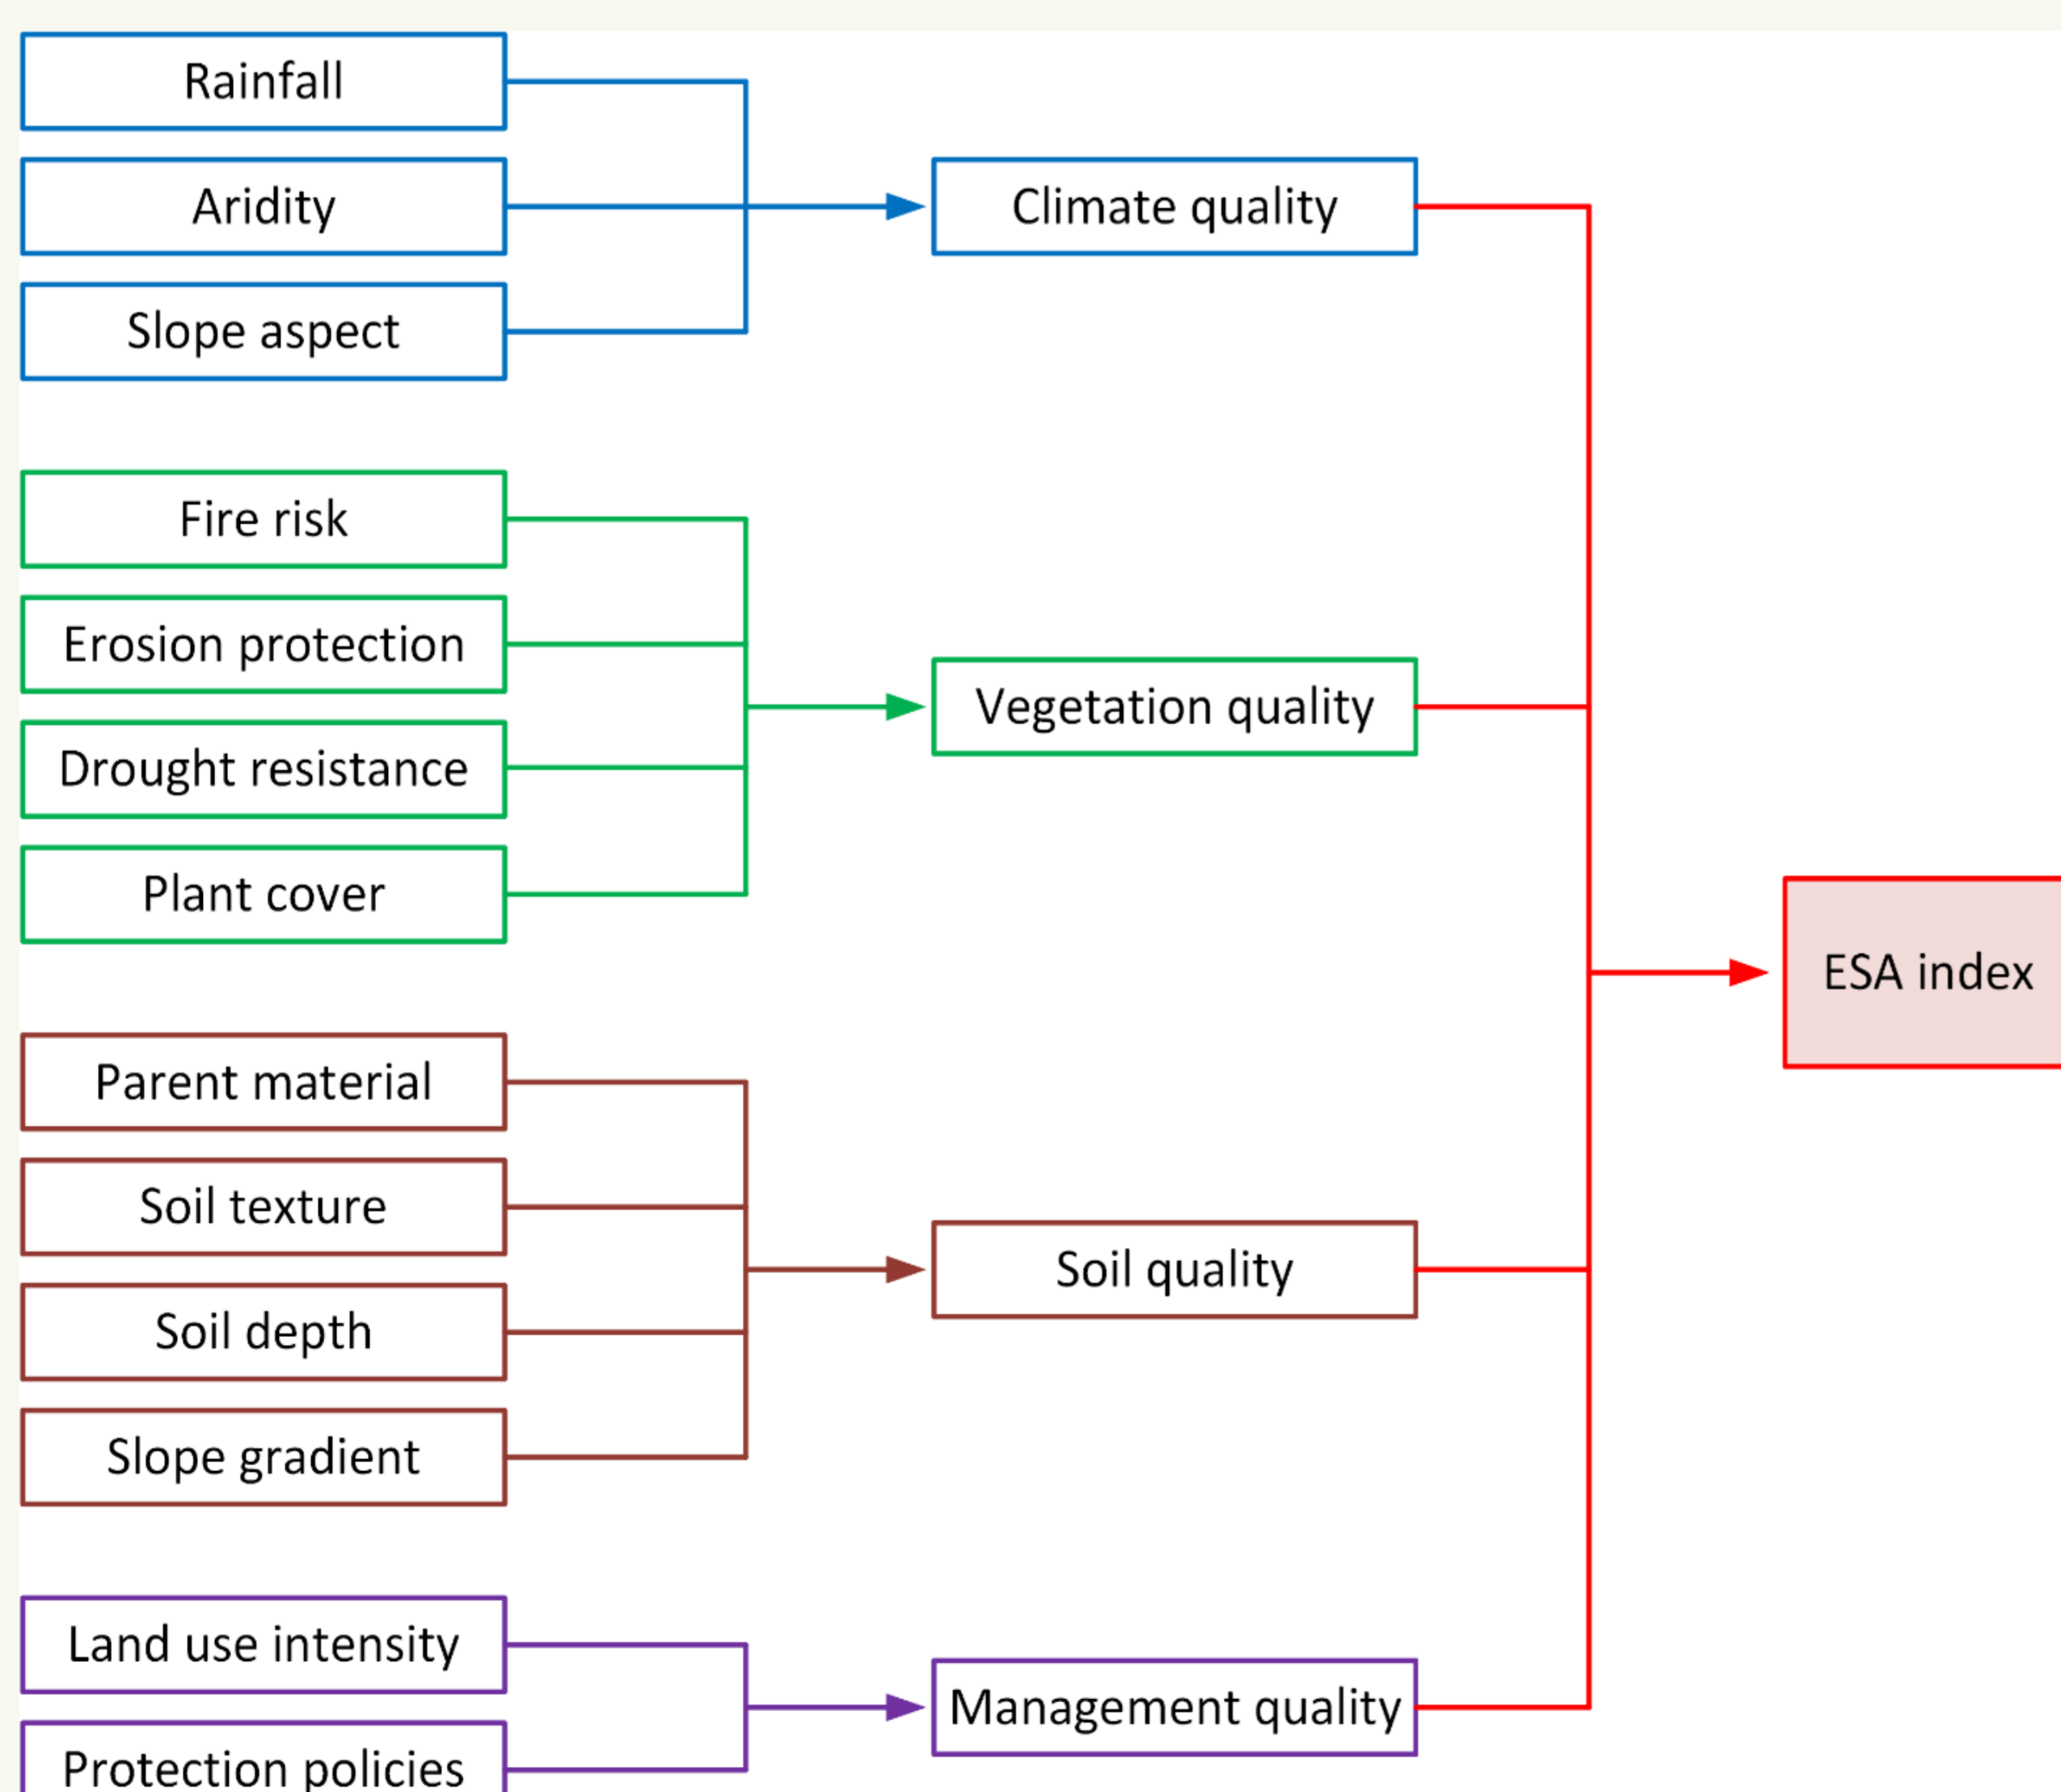 Rainfall
Aridity
Slope aspect
Climate quality
Fire risk
Erosion protection
Drought resistance
Plant cover
Vegetation quality
Parent material
Soil texture
Soil depth
Slope gradient
Soil quality
Land use intensity
Protection policies
Management quality
ESA index